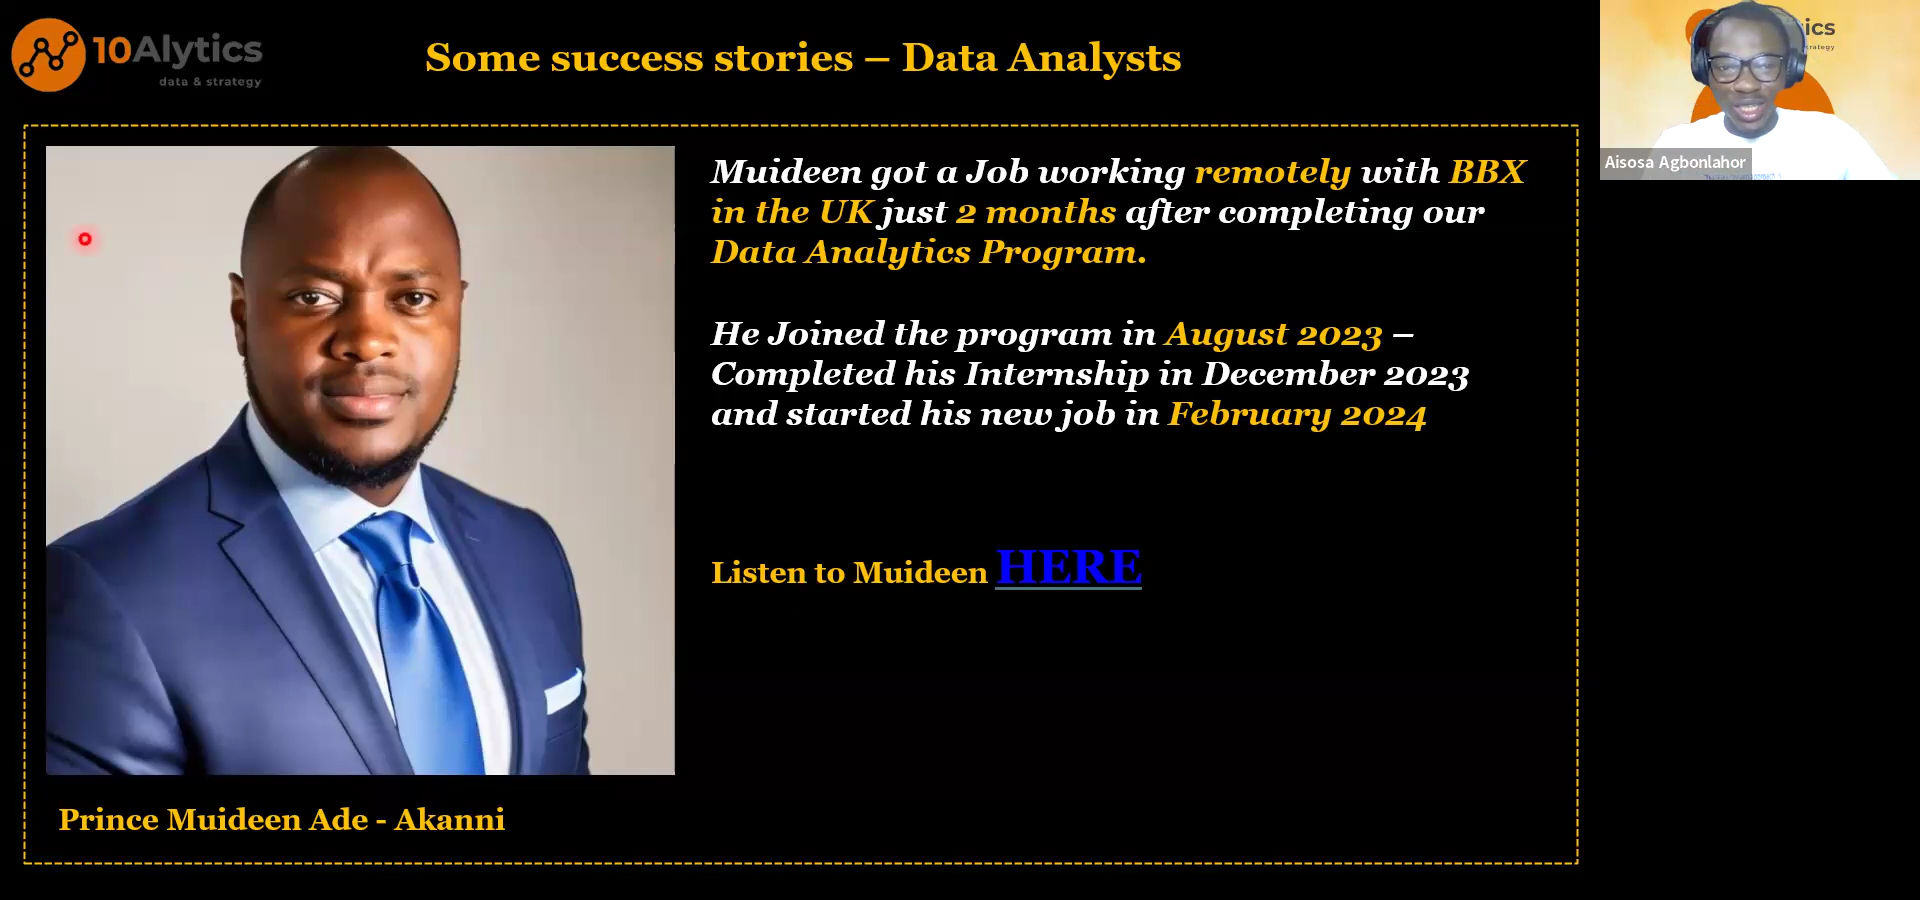 10Alytics
data & strategy
Some success stories – Data Analysts
ics
rategy
Aisosa Agbonlahor
Muideen got a Job working remotely with BBX
in the UK just 2 months after completing our
Data Analytics Program.
He Joined the program in August 2023 –
Completed his Internship in December 2023
and started his new job in February 2024
Listen to Muideen HERE
Prince Muideen Ade - Akanni